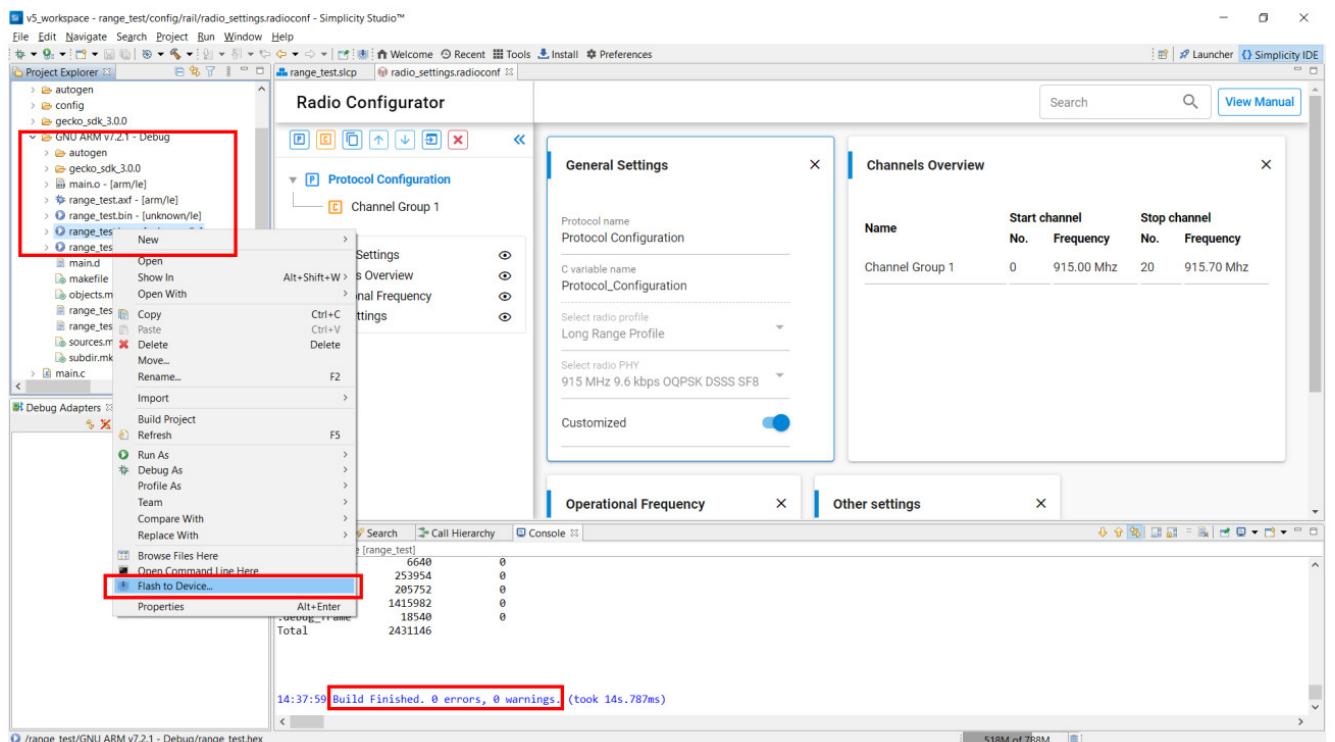 v5_workspace - range_test/config/rail/radio_settings.radioconf - Simplicity Studio™
File Edit Navigate Search Project Run Window Help
Welcome Recent Tools Install Preferences
Launcher Simplicity IDE
Project Explorer
range_test.slcp radio_settings.radioconf
autogen
config
gecko_sdk_3.0.0
GNU ARM v7.2.1 - Debug
autogen
gecko_sdk_3.0.0
main.o - [arm/le]
range_test.axf - [arm/le]
range_test.bin - [unknown/le]
range_tes
range_tes
main.d
makefile
objects.m
range_tes
range_tes
sources.m
subdir.mk
main.c
Debug Adapters
New
Open
Show In Alt+Shift+W >
Open With
Copy Ctrl+C
Paste Ctrl+V
Delete Delete
Move...
Rename... F2
Import
Build Project
Refresh F5
Run As
Debug As
Profile As
Team
Compare With
Replace With
Browse Files Here
Open Command Line Here
Flash to Device...
Properties Alt+Enter
Radio Configurator
Search
View Manual
Protocol Configuration
Channel Group 1
Settings
s Overview
nal Frequency
ttings
General Settings
Protocol name
Protocol Configuration
C variable name
Protocol_Configuration
Select radio profile
Long Range Profile
Select radio PHY
915 MHz 9.6 kbps OQPSK DSSS SF8
Customized
Channels Overview
Start channel Stop channel
Name No. Frequency No. Frequency
Channel Group 1 0 915.00 Mhz 20 915.70 Mhz
Operational Frequency
Other settings
Search Call Hierarchy Console
[range_test]
6640 0
253954 0
205752 0
1415982 0
.debug_frame 18540 0
Total 2431146
14:37:59 Build Finished. 0 errors, 0 warnings. (took 14s.787ms)
/range_test/GNU ARM v7.2.1 - Debug/range_test.hex
518M of 788M